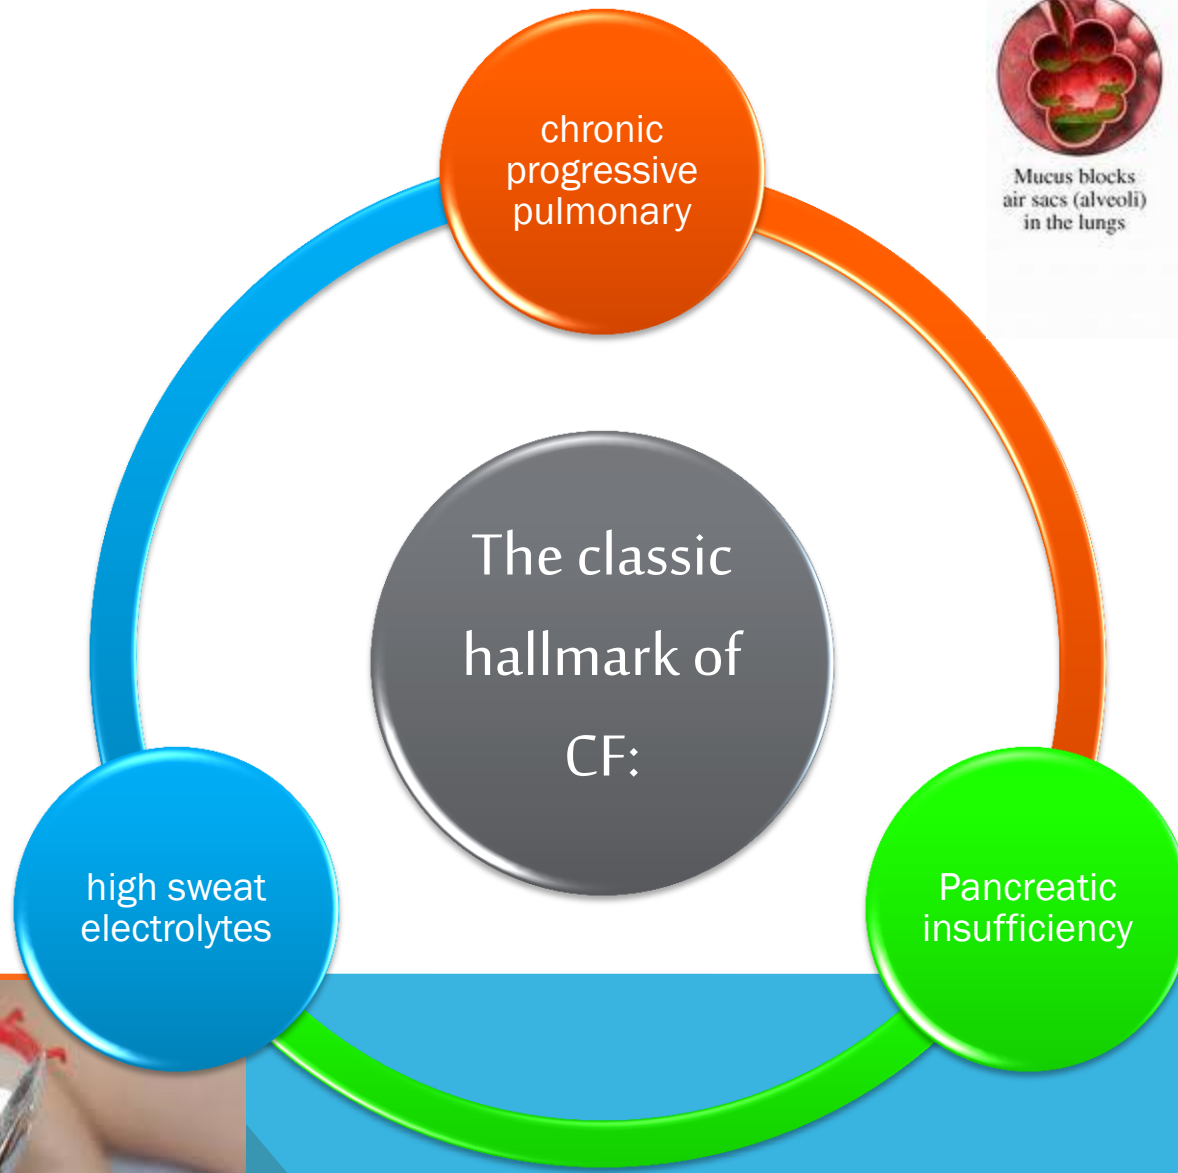 chronic
progressive
pulmonary
Mucus blocks
air sacs (alveoli)
in the lungs
The classic
hallmark of
CF:
high sweat
electrolytes
Pancreatic
insufficiency